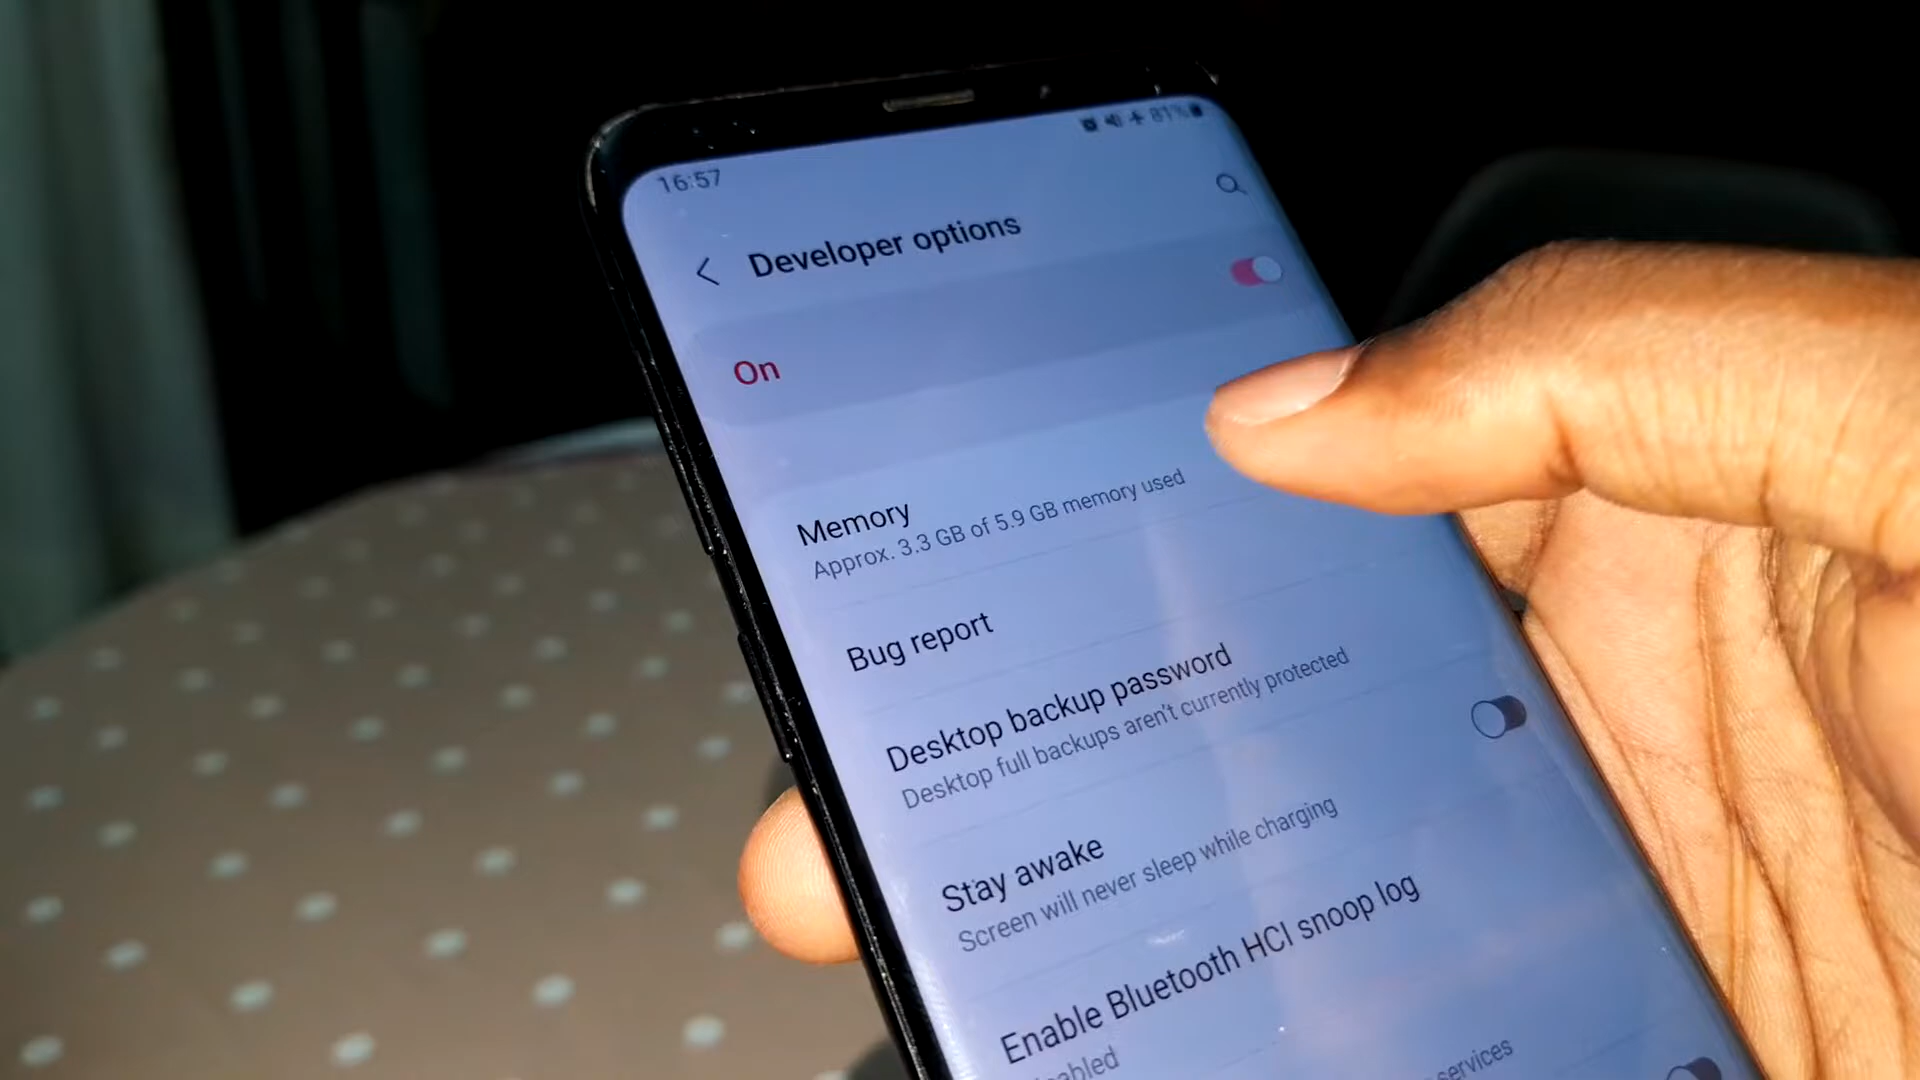 16:57
81%
Developer options
On
Memory
Approx. 3.3 GB of 5.9 GB memory used
Bug report
Desktop backup password
Desktop full backups aren't currently protected
Stay awake
Screen will never sleep while charging
Enable Bluetooth HCI snoop log
services